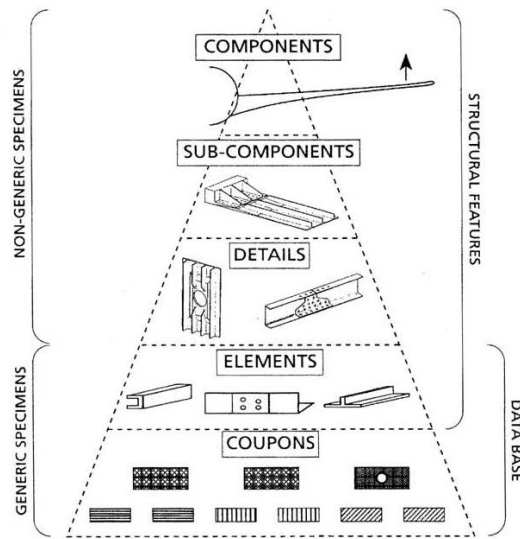 COMPONENTS
NON-GENERIC SPECIMENS
STRUCTURAL FEATURES
SUB-COMPONENTS
DETAILS
ELEMENTS
GENERIC SPECIMENS
DATA BASE
COUPONS